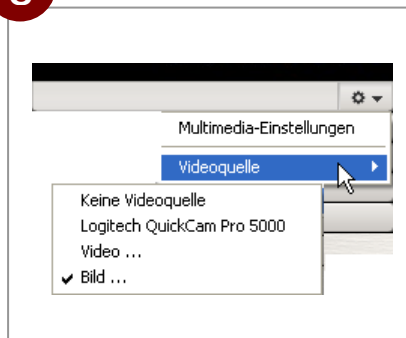 Multimedia-Einstellungen
Videoquelle
Keine Videoquelle
Logitech QuickCam Pro 5000
Video ...
Bild ...